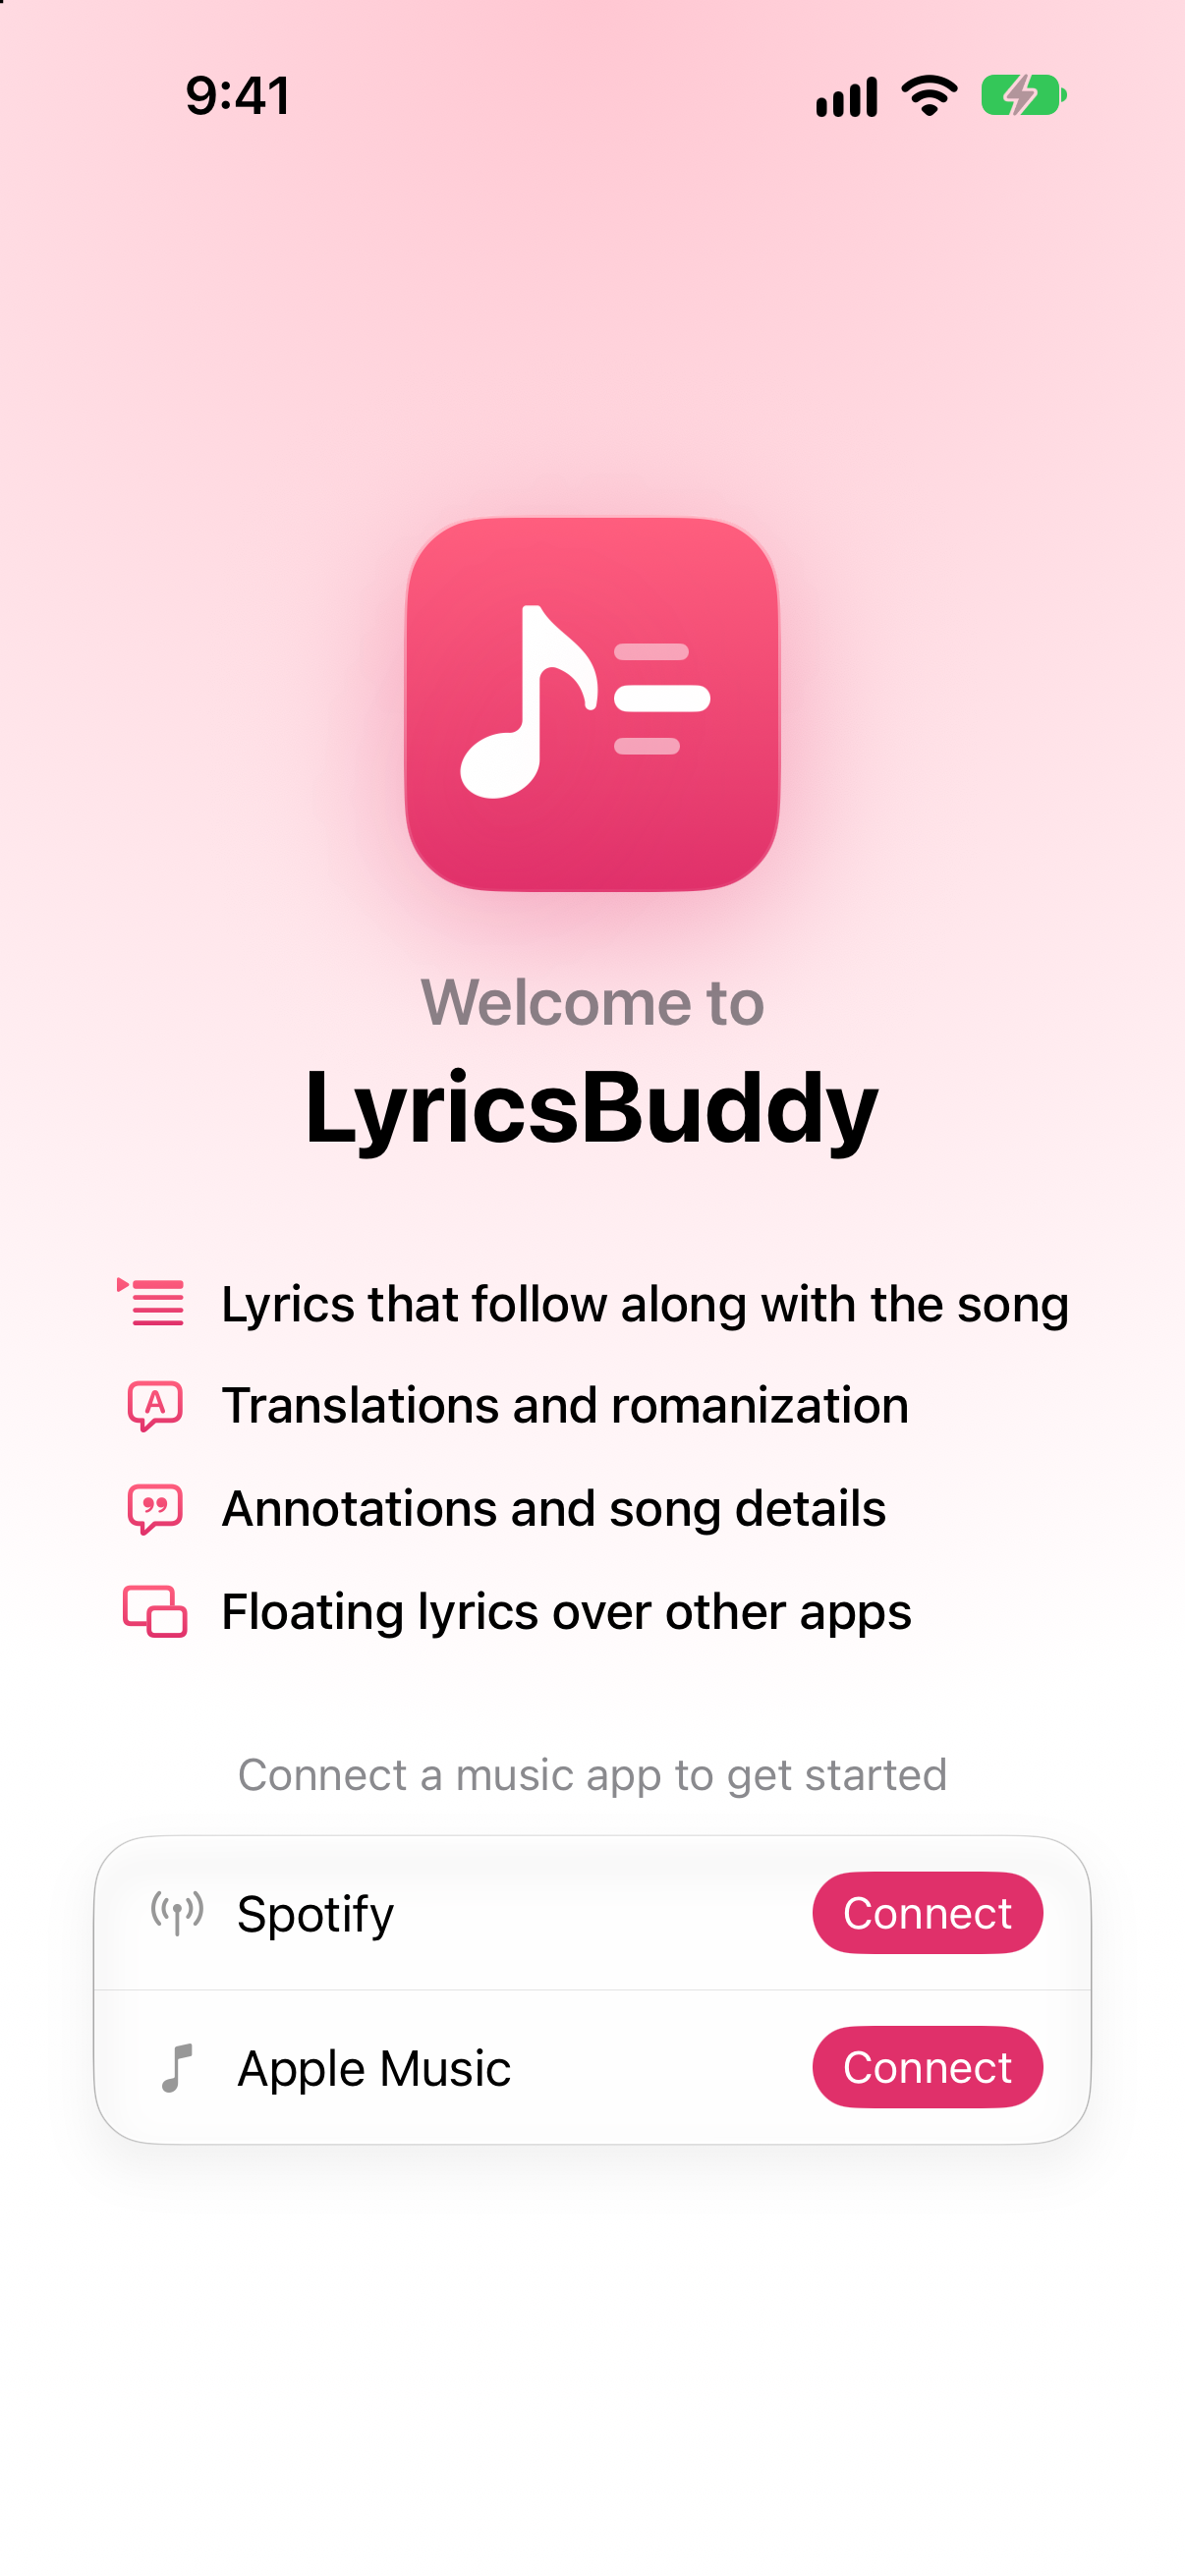 9:41
Welcome to
LyricsBuddy
Lyrics that follow along with the song
A Translations and romanization
Annotations and song details
Floating lyrics over other apps
Connect a music app to get started
Spotify Connect
Apple Music Connect